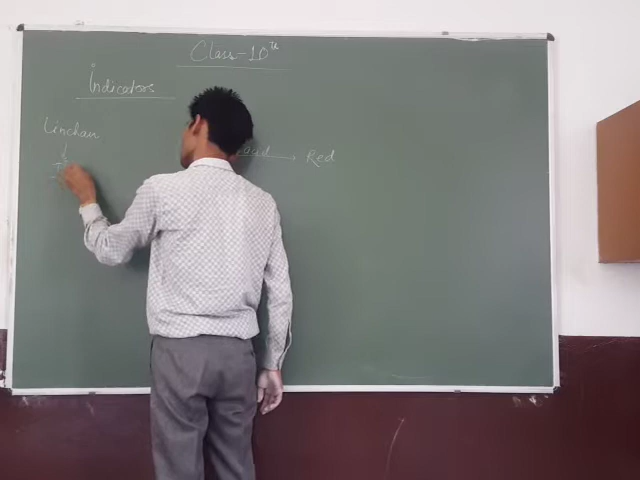 Class-10th
Indicators
Linchan
Acid → Red